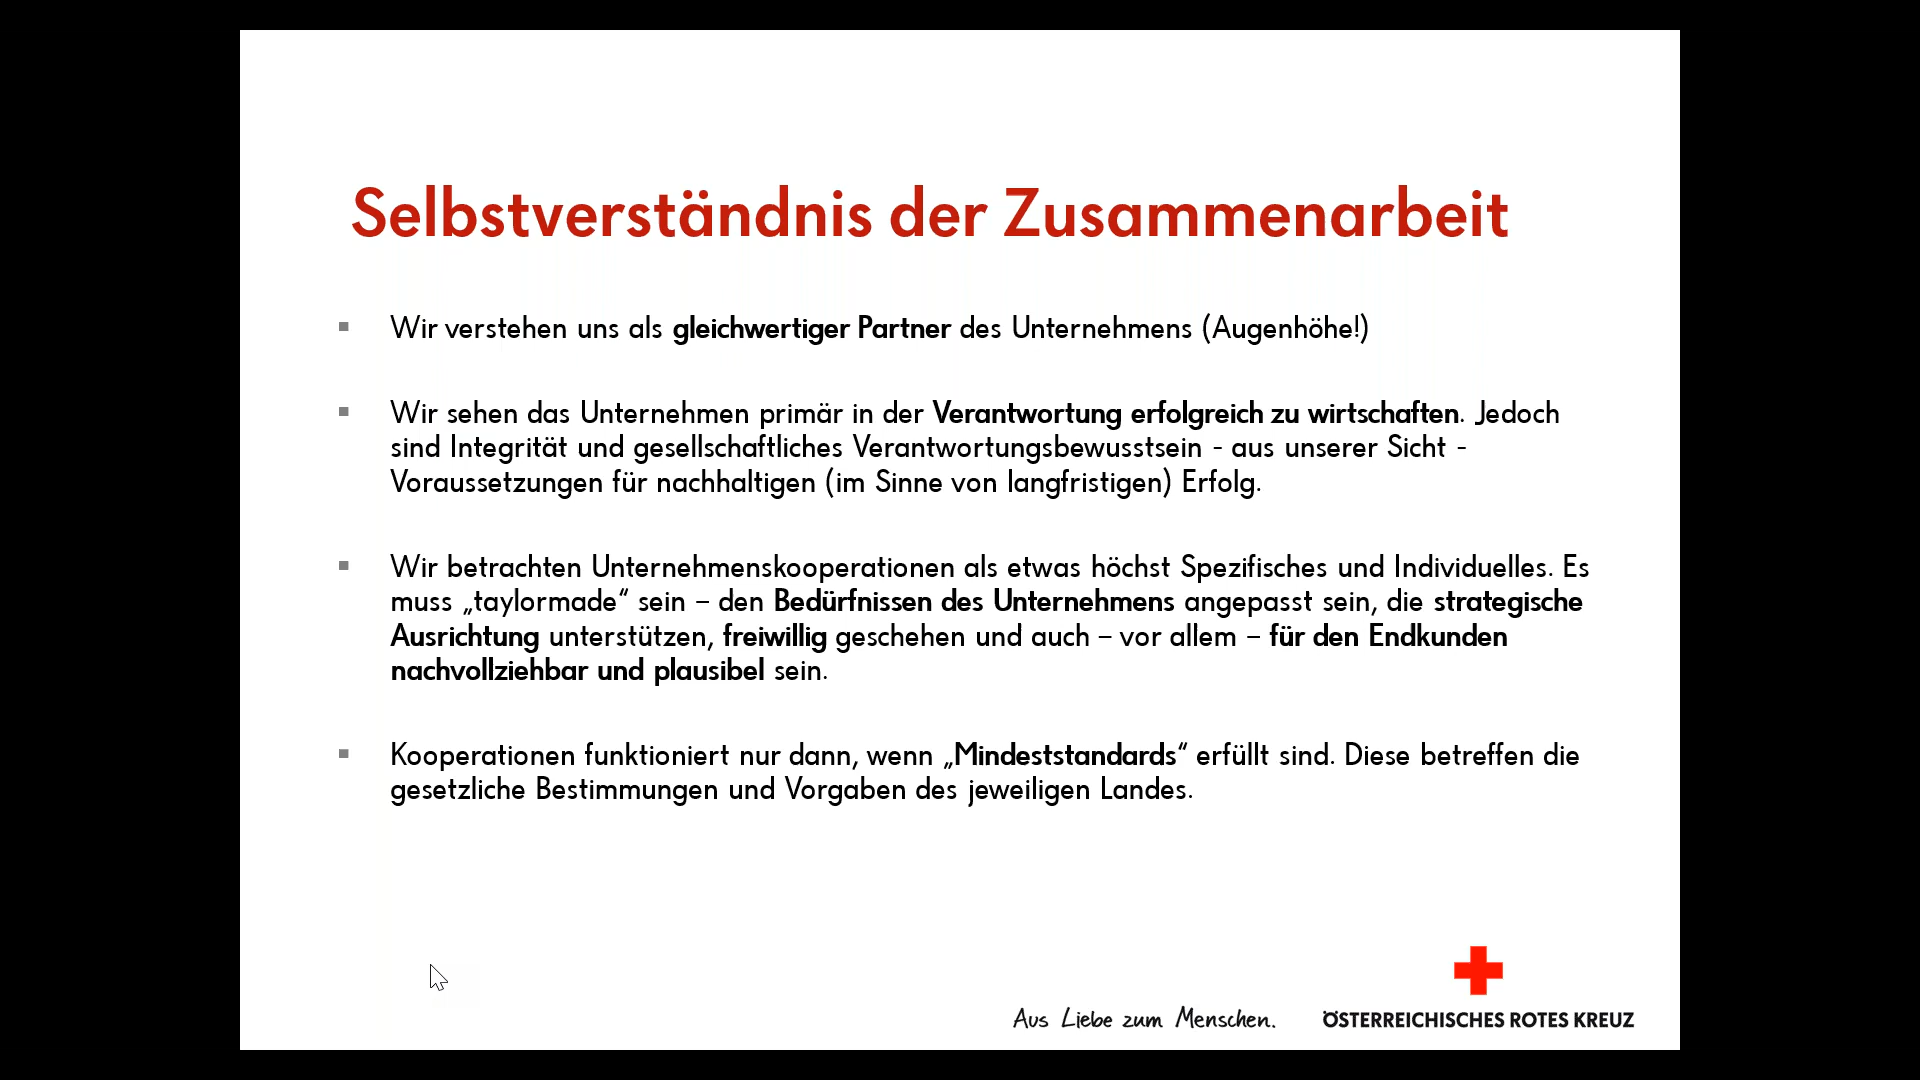 Selbstverständnis der Zusammenarbeit
Wir verstehen uns als gleichwertiger Partner des Unternehmens (Augenhöhe!)
Wir sehen das Unternehmen primär in der Verantwortung erfolgreich zu wirtschaften. Jedoch
sind Integrität und gesellschaftliches Verantwortungsbewusstsein - aus unserer Sicht -
Voraussetzungen für nachhaltigen (im Sinne von langfristigen) Erfolg.
Wir betrachten Unternehmenskooperationen als etwas höchst Spezifisches und Individuelles. Es
muss „taylormade“ sein – den Bedürfnissen des Unternehmens angepasst sein, die strategische
Ausrichtung unterstützen, freiwillig geschehen und auch – vor allem – für den Endkunden
nachvollziehbar und plausibel sein.
Kooperationen funktioniert nur dann, wenn „Mindeststandards“ erfüllt sind. Diese betreffen die
gesetzliche Bestimmungen und Vorgaben des jeweiligen Landes.
Aus Liebe zum Menschen.
ÖSTERREICHISCHES ROTES KREUZ